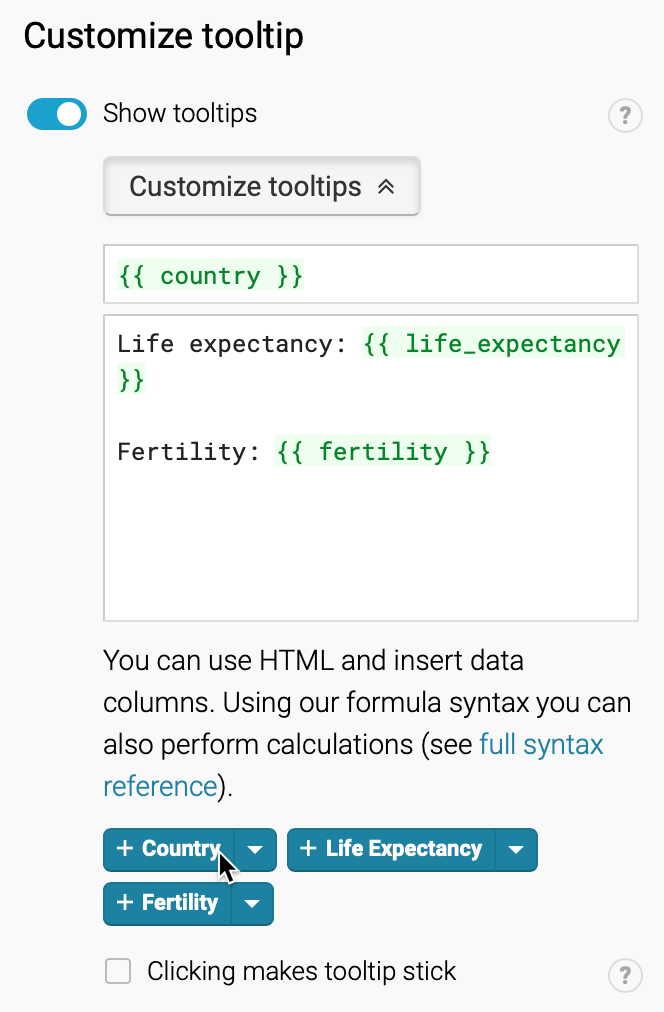 Customize tooltip
Show tooltips
?
Customize tooltips
{{ country }}
Life expectancy: {{ life_expectancy
}}
Fertility: {{ fertility }}
You can use HTML and insert data
columns. Using our formula syntax you can
also perform calculations (see full syntax
reference).
+ Country
+ Life Expectancy
+ Fertility
Clicking makes tooltip stick
?